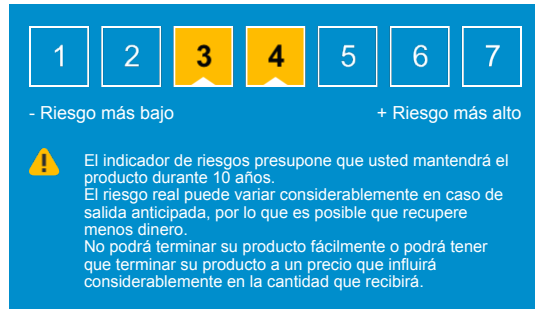 1 2 3 4 5 6 7
- Riesgo más bajo + Riesgo más alto
El indicador de riesgos presupone que usted mantendrá el
producto durante 10 años.
El riesgo real puede variar considerablemente en caso de
salida anticipada, por lo que es posible que recupere
menos dinero.
No podrá terminar su producto fácilmente o podrá tener
que terminar su producto a un precio que influirá
considerablemente en la cantidad que recibirá.